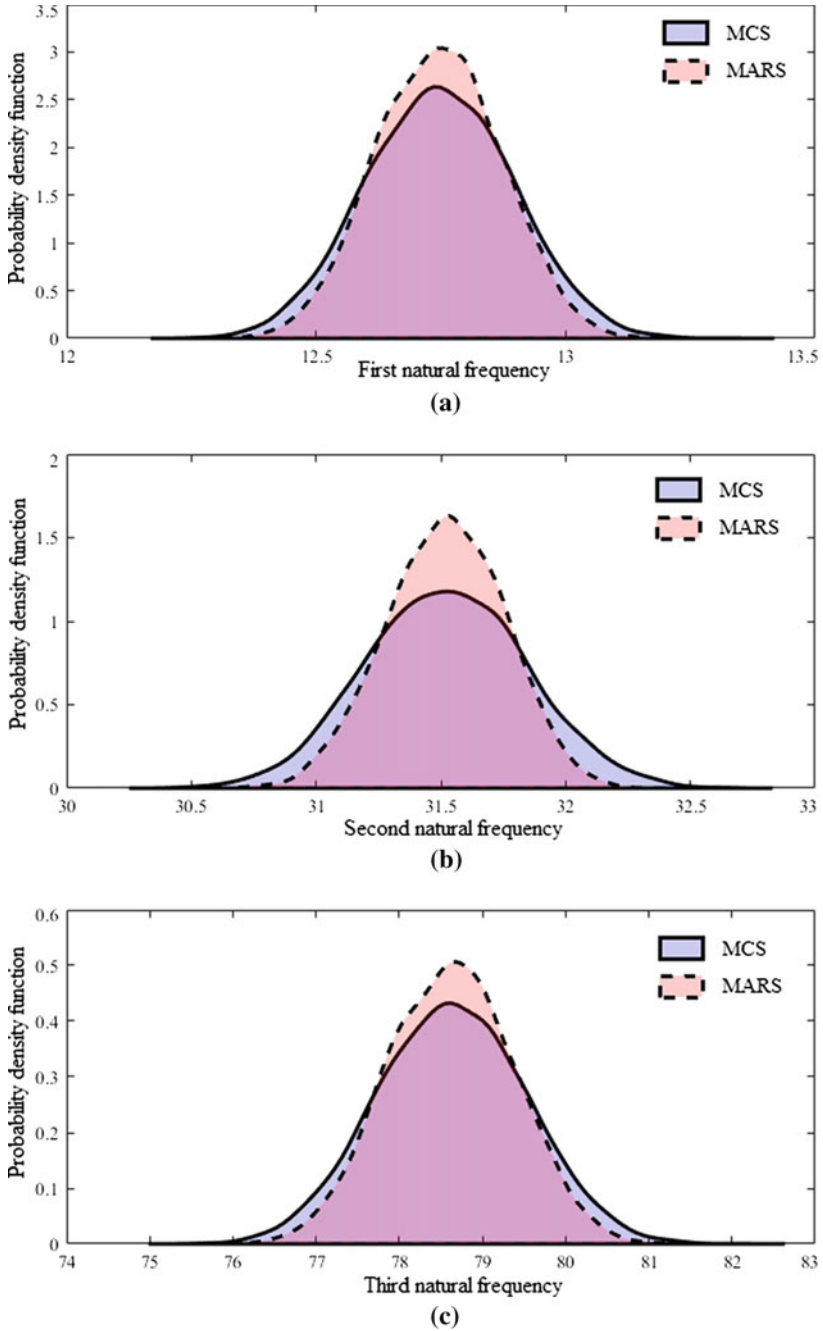 3.5
3
2.5
2
1.5
1
0.5
0
Probability density function
MCS
MARS
12
12.5
13
13.5
First natural frequency
(a)
2
1.5
1
0.5
0
Probability density function
MCS
MARS
30
30.5
31
31.5
32
32.5
33
Second natural frequency
(b)
0.6
0.5
0.4
0.3
0.2
0.1
0
Probability density function
MCS
MARS
74
75
76
77
78
79
80
81
82
83
Third natural frequency
(c)